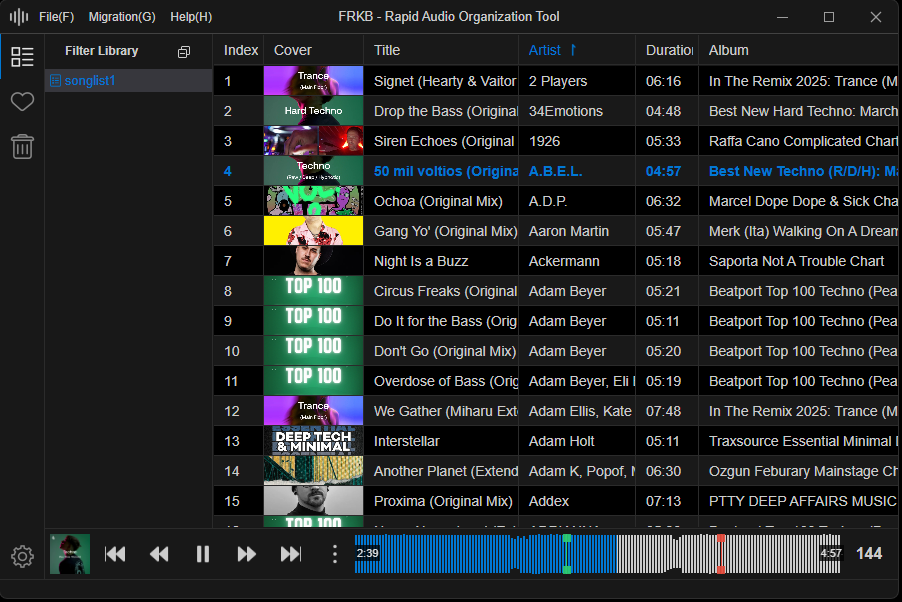 File(F) Migration(G) Help(H) FRKB - Rapid Audio Organization Tool
Filter Library
songlist1
Index Cover Title Artist ↑ Duration Album
1 Trance Signet (Hearty & Vaitor 2 Players 06:16 In The Remix 2025: Trance (M
2 Hard Techno Drop the Bass (Original 34Emotions 04:48 Best New Hard Techno: March
3 Siren Echoes (Original 1926 05:33 Raffa Cano Complicated Chart
4 Techno (Raw / Deep / Hypnotic) 50 mil voltios (Origina A.B.E.L. 04:57 Best New Techno (R/D/H): Ma
5 Ochoa (Original Mix) A.D.P. 06:32 Marcel Dope Dope & Sick Cha
6 Gang Yo' (Original Mix) Aaron Martin 05:47 Merk (Ita) Walking On A Dream
7 Night Is a Buzz Ackermann 05:18 Saporta Not A Trouble Chart
8 TOP 100 Circus Freaks (Original Adam Beyer 05:21 Beatport Top 100 Techno (Pea
9 TOP 100 Do It for the Bass (Orig Adam Beyer 05:11 Beatport Top 100 Techno (Pea
10 TOP 100 Don't Go (Original Mix) Adam Beyer 05:20 Beatport Top 100 Techno (Pea
11 TOP 100 Overdose of Bass (Orig Adam Beyer, Eli 05:19 Beatport Top 100 Techno (Pea
12 Trance We Gather (Miharu Exte Adam Ellis, Kate 07:48 In The Remix 2025: Trance (M
13 ESSENTIAL DEEP TECH & MINIMAL Interstellar Adam Holt 05:11 Traxsource Essential Minimal
14 Another Planet (Extend Adam K, Popof, 06:30 Ozgun Feburary Mainstage Ch
15 Proxima (Original Mix) Addex 07:13 PTTY DEEP AFFAIRS MUSIC
TOP 100
Techno 2:39 4:57 144